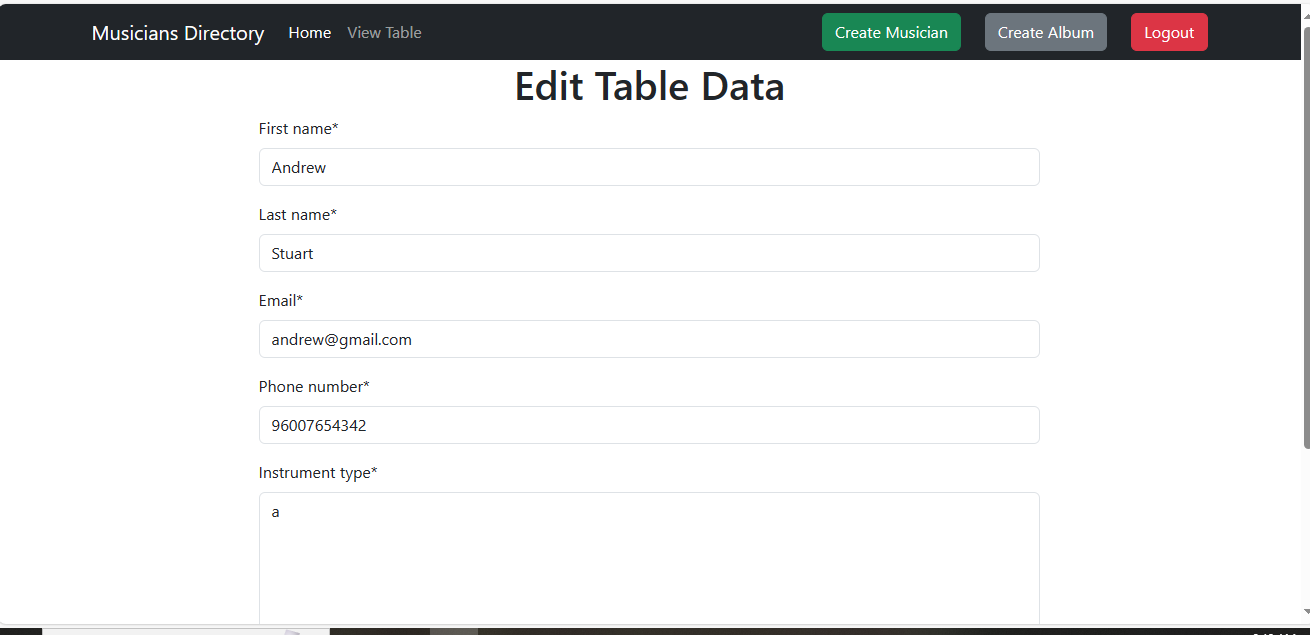 Musicians Directory Home View Table Create Musician Create Album Logout
Edit Table Data
First name*
Andrew
Last name*
Stuart
Email*
andrew@gmail.com
Phone number*
96007654342
Instrument type*
a